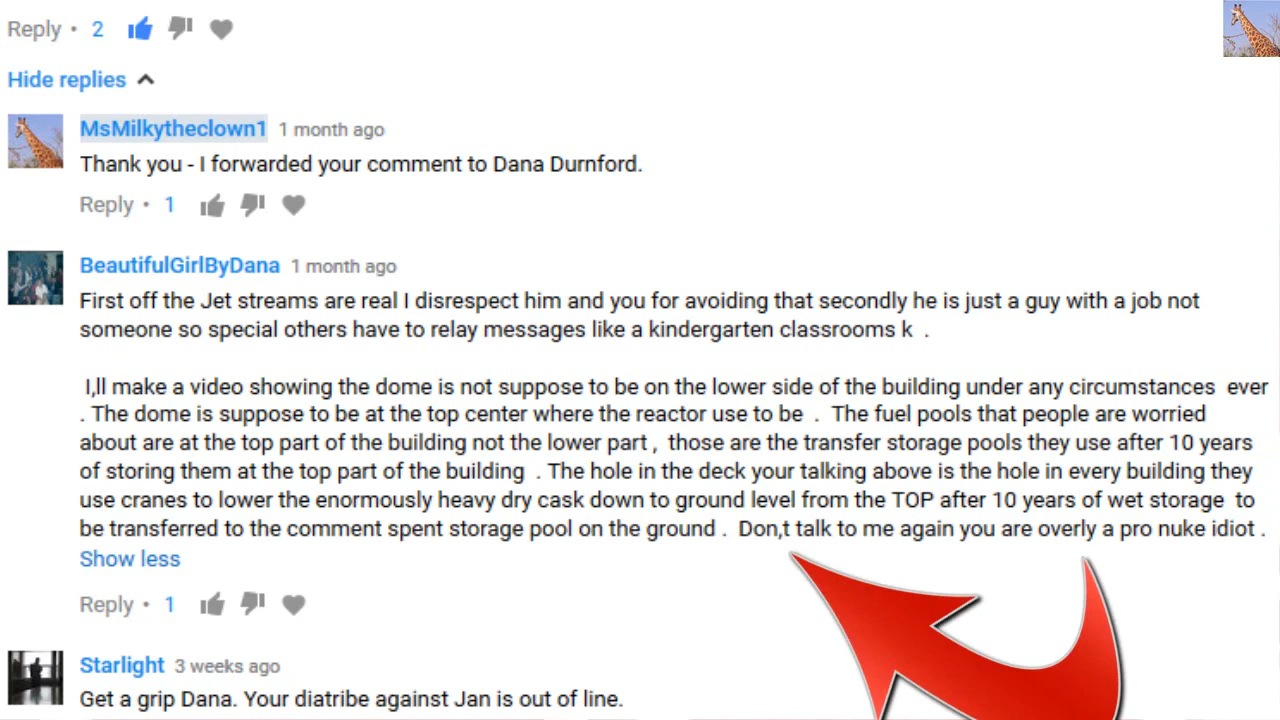 Reply • 2
Hide replies
MsMilkytheclown1 1 month ago
Thank you - I forwarded your comment to Dana Durnford.
Reply • 1
BeautifulGirlByDana 1 month ago
First off the Jet streams are real I disrespect him and you for avoiding that secondly he is just a guy with a job not
someone so special others have to relay messages like a kindergarten classrooms k .
I,ll make a video showing the dome is not suppose to be on the lower side of the building under any circumstances ever
. The dome is suppose to be at the top center where the reactor use to be . The fuel pools that people are worried
about are at the top part of the building not the lower part , those are the transfer storage pools they use after 10 years
of storing them at the top part of the building . The hole in the deck your talking above is the hole in every building they
use cranes to lower the enormously heavy dry cask down to ground level from the TOP after 10 years of wet storage to
be transferred to the comment spent storage pool on the ground . Don,t talk to me again you are overly a pro nuke idiot .
Show less
Reply • 1
Starlight 3 weeks ago
Get a grip Dana. Your diatribe against Jan is out of line.